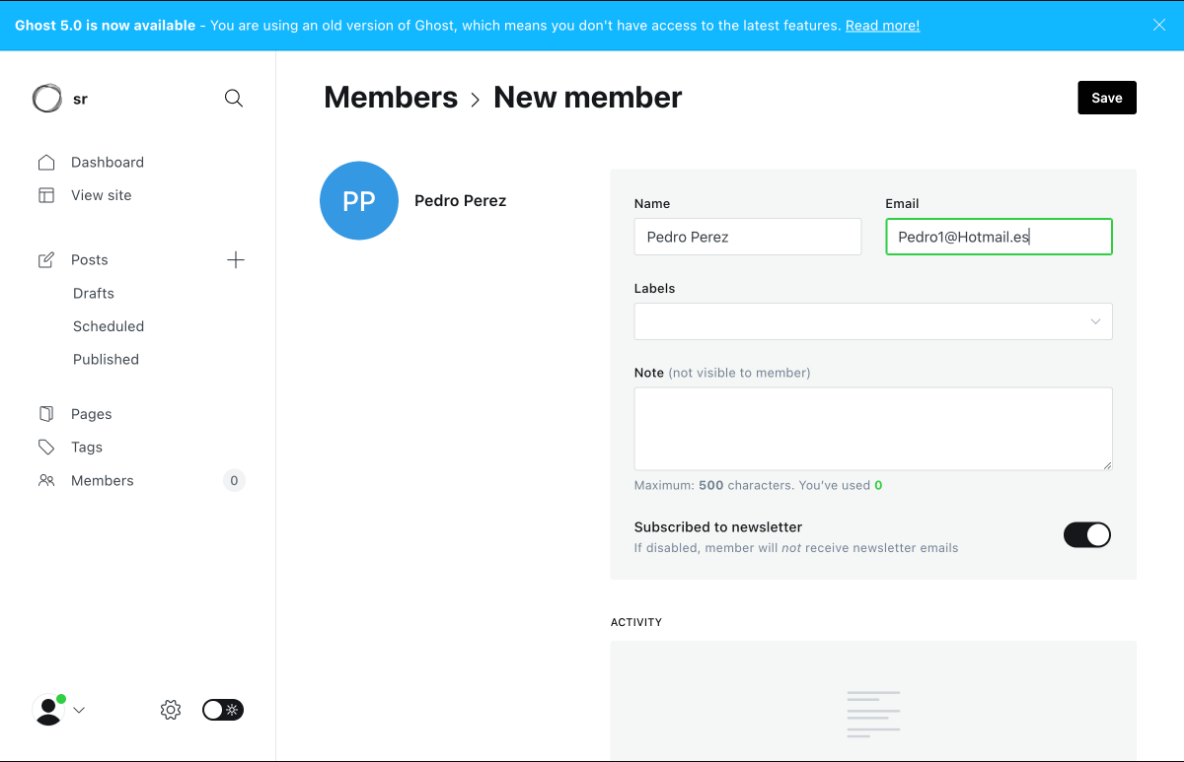 Ghost 5.0 is now available - You are using an old version of Ghost, which means you don't have access to the latest features. Read more!
sr
Dashboard
View site
Posts
Drafts
Scheduled
Published
Pages
Tags
Members 0
Members > New member
Save
PP Pedro Perez
Name
Pedro Perez
Email
Pedro1@Hotmail.es
Labels
Note (not visible to member)
Maximum: 500 characters. You've used 0
Subscribed to newsletter
If disabled, member will not receive newsletter emails
ACTIVITY